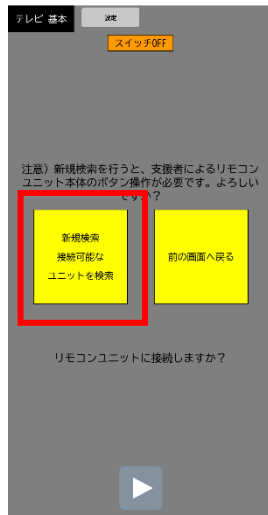 テレビ 基本
決定
スイッチOFF
注意）新規検索を行うと、支援者によるリモコン
ユニット本体のボタン操作が必要です。よろしい
ですか？
新規検索
接続可能な
ユニットを検索
前の画面へ戻る
リモコンユニットに接続しますか？